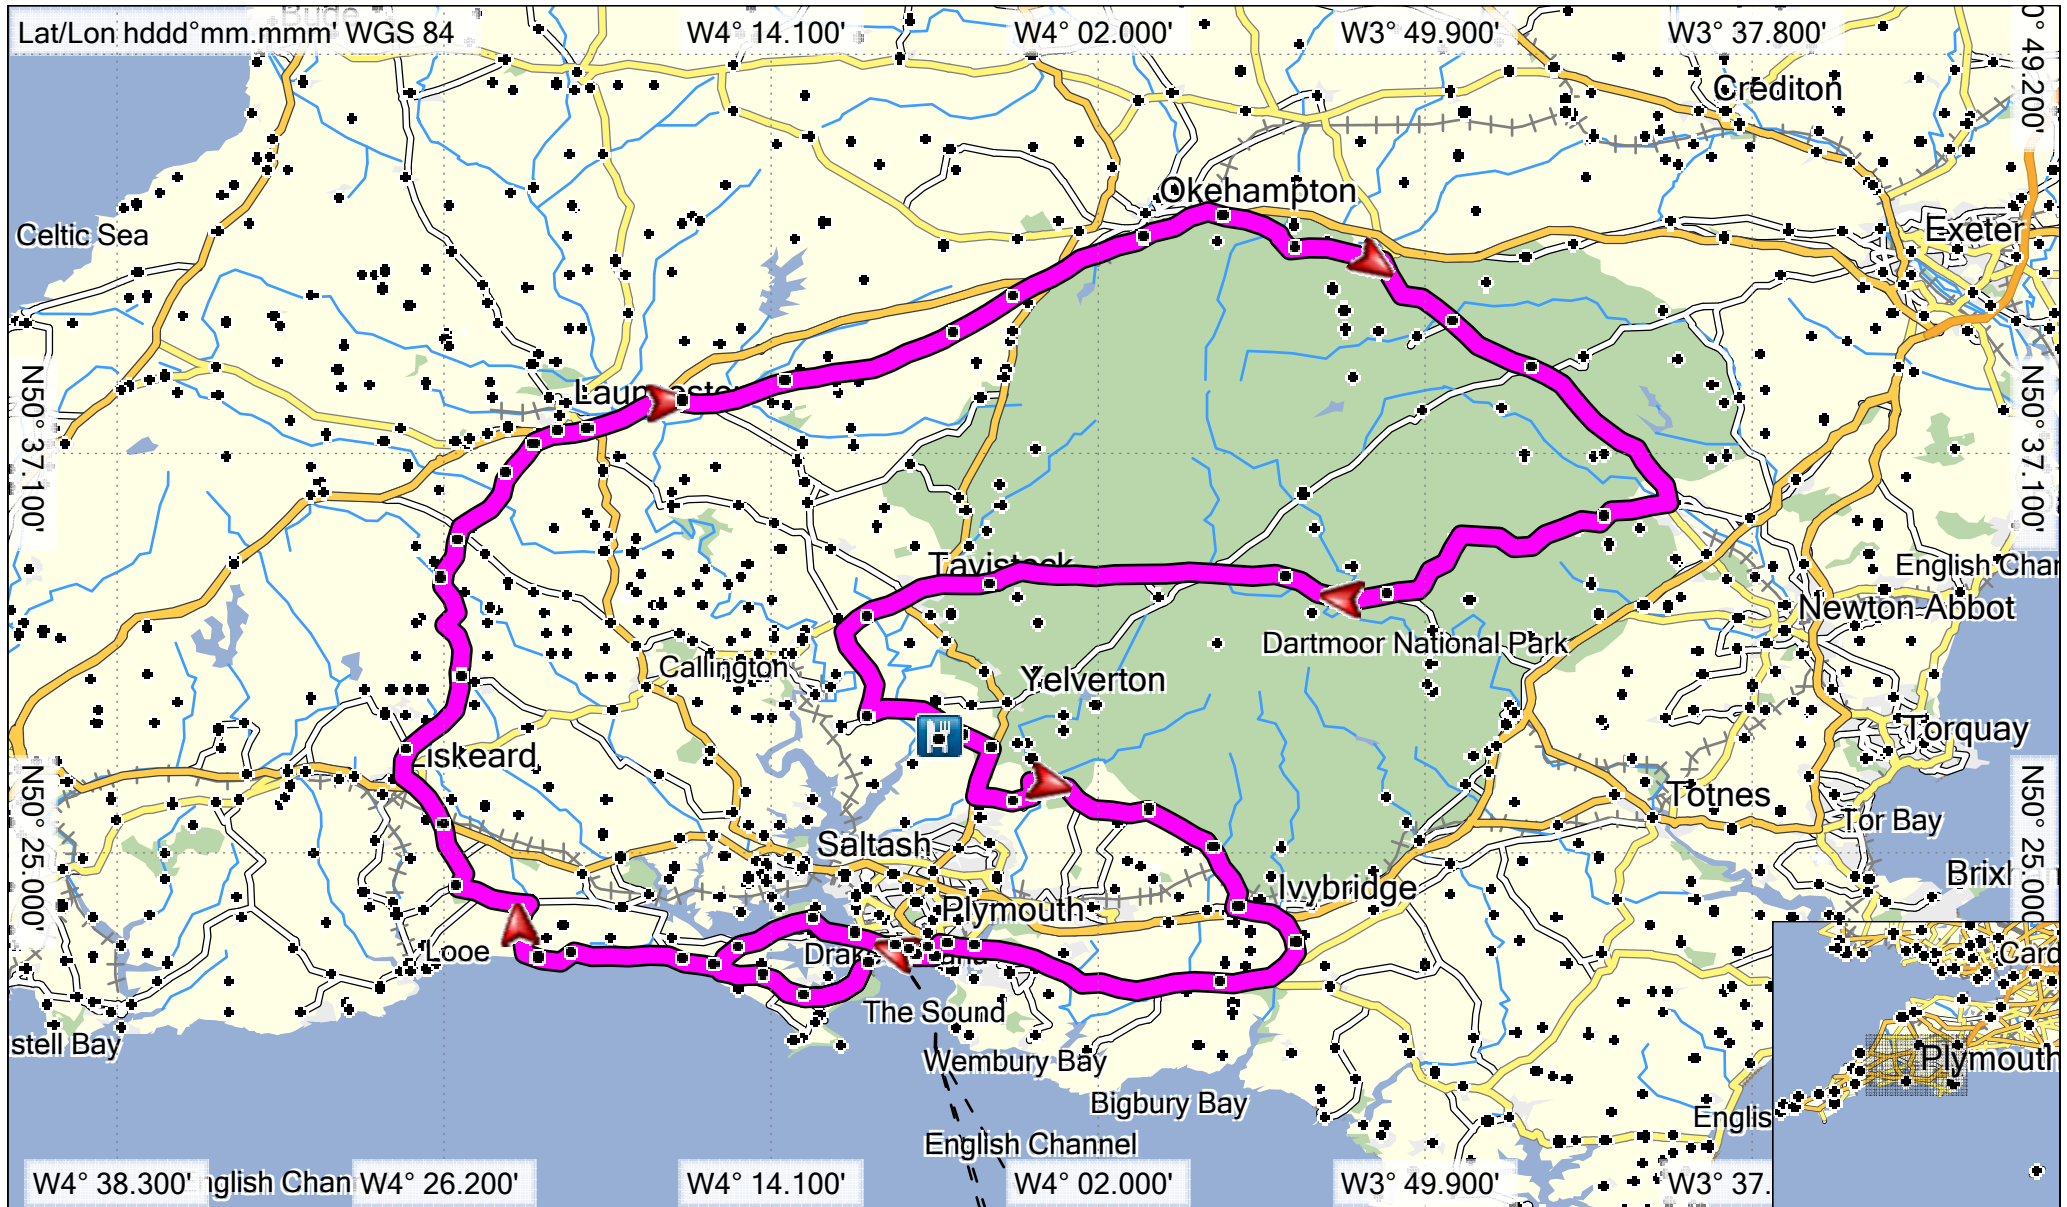 Bude
Lat/Lon hddd°mm.mmm' WGS 84
W4° 14.100'
W4° 02.000'
W3° 49.900'
W3° 37.800'
0° 49.200'
Crediton
Okehampton
Celtic Sea
Exeter
N50° 37.100'
N50° 37.100'
Tavistock
English Char
Newton Abbot
Dartmoor National Park
Callington
Yelverton
Torquay
Liskeard
N50° 25.000'
N50° 25.000
Totnes
Tor Bay
Saltash
Ivybridge
Plymouth
Looe
The Sound
Card
stell Bay
Wembury Bay
Plymouth
Bigbury Bay
Englis
English Channel
W4° 38.300'
nglish Chan
W4° 26.200'
W4° 14.100'
W4° 02.000'
W3° 49.900'
W3° 37.